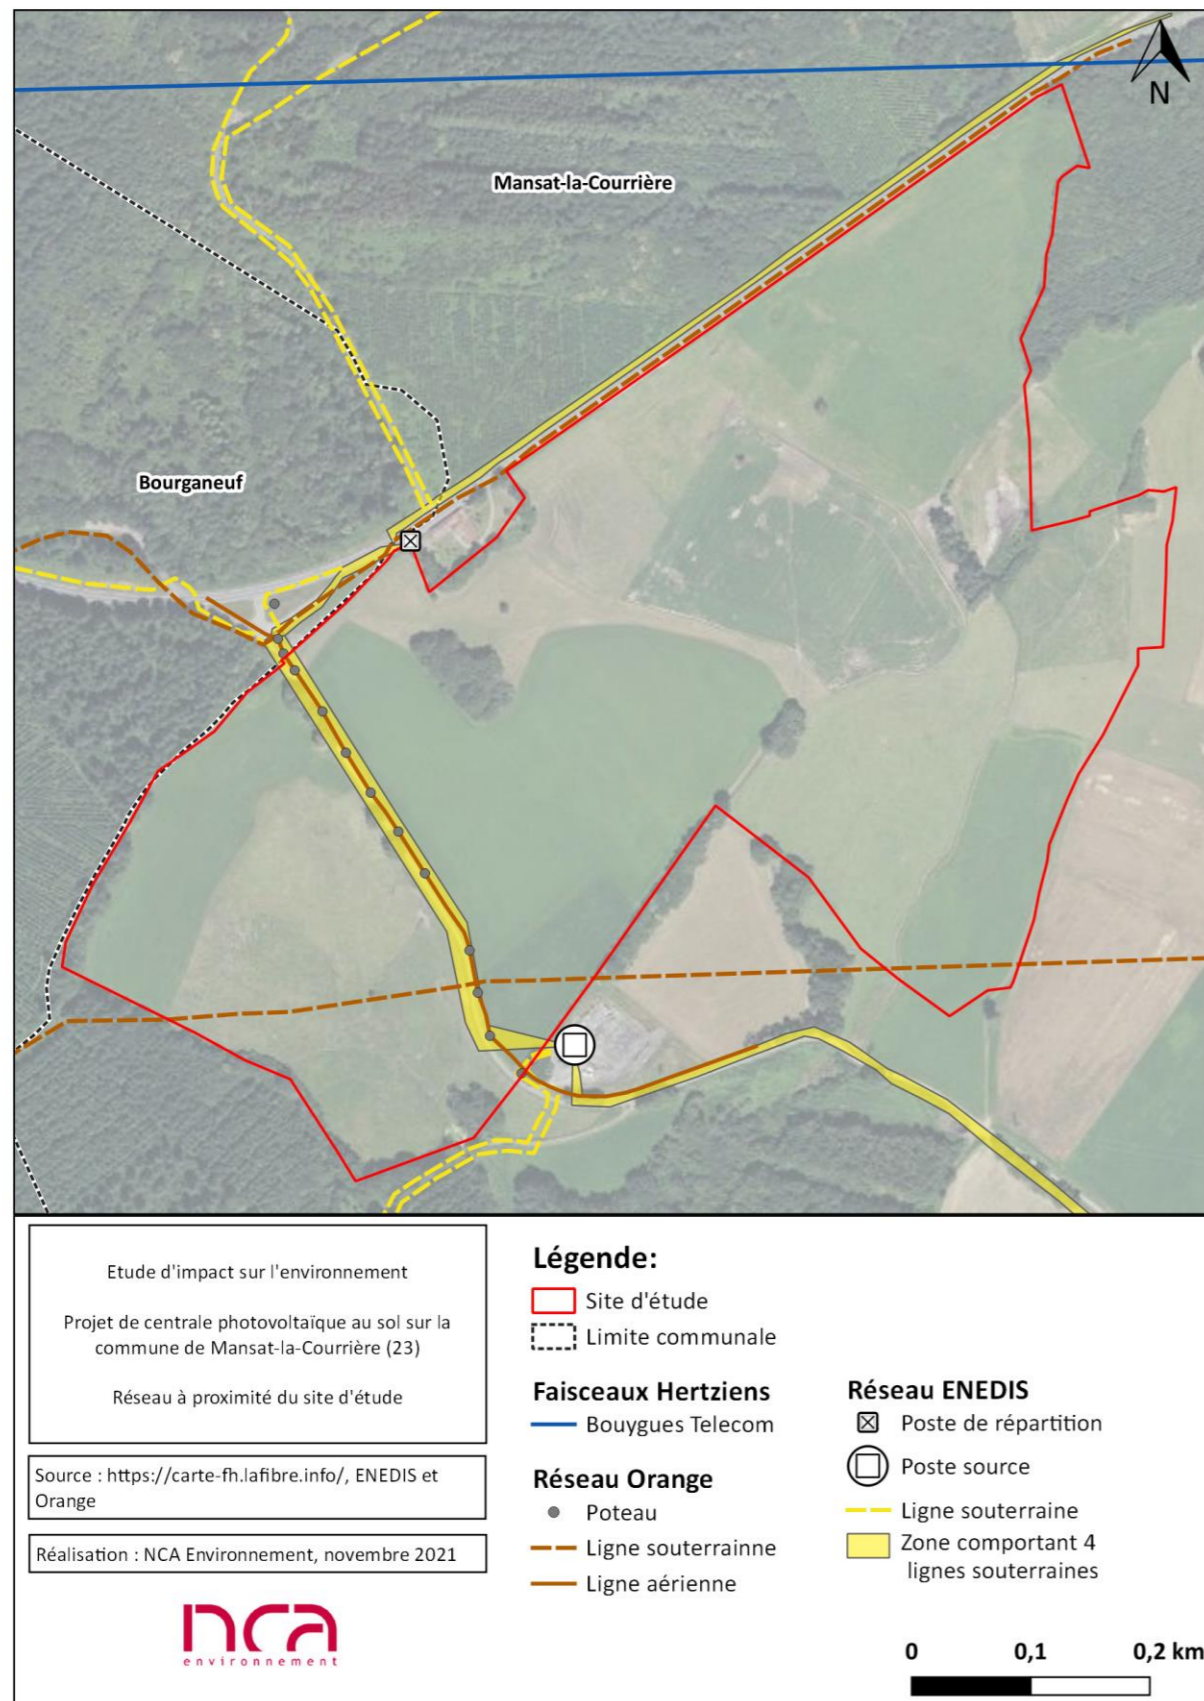 N
Mansat-la-Courrière
Bourganeuf
Etude d'impact sur l'environnement
Projet de centrale photovoltaïque au sol sur la
commune de Mansat-la-Courrière (23)
Réseau à proximité du site d'étude
Source : https://carte-fh.lafibre.info/, ENEDIS et
Orange
Réalisation : NCA Environnement, novembre 2021
nca
environnement
Légende:
Site d'étude
Limite communale
Faisceaux Hertziens
Bouygues Telecom
Réseau Orange
Poteau
Ligne souterrainne
Ligne aérienne
Réseau ENEDIS
Poste de répartition
Poste source
Ligne souterraine
Zone comportant 4
lignes souterraines
0 0,1 0,2 km